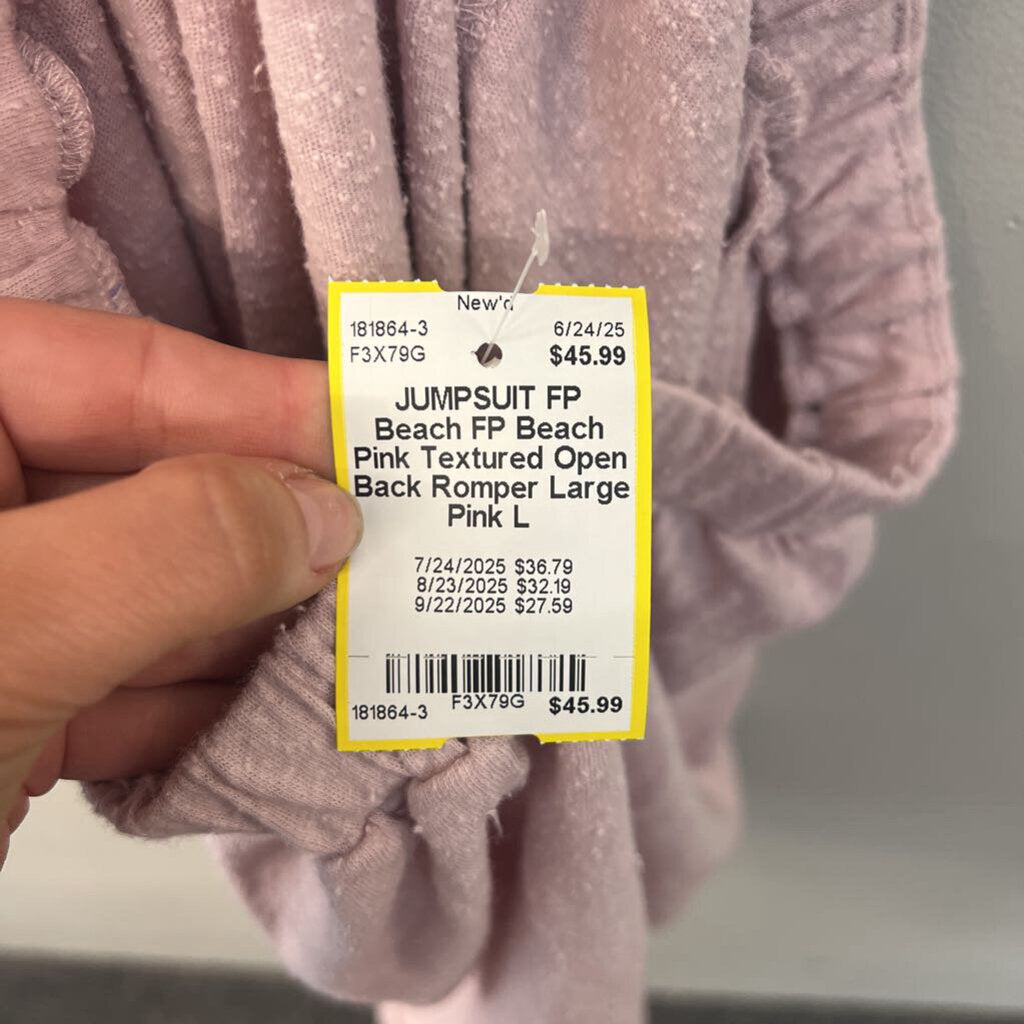 New'd
181864-3 6/24/25
F3X79G $45.99
JUMPSUIT FP
Beach FP Beach
Pink Textured Open
Back Romper Large
Pink L
7/24/2025 $36.79
8/23/2025 $32.19
9/22/2025 $27.59
181864-3 F3X79G $45.99